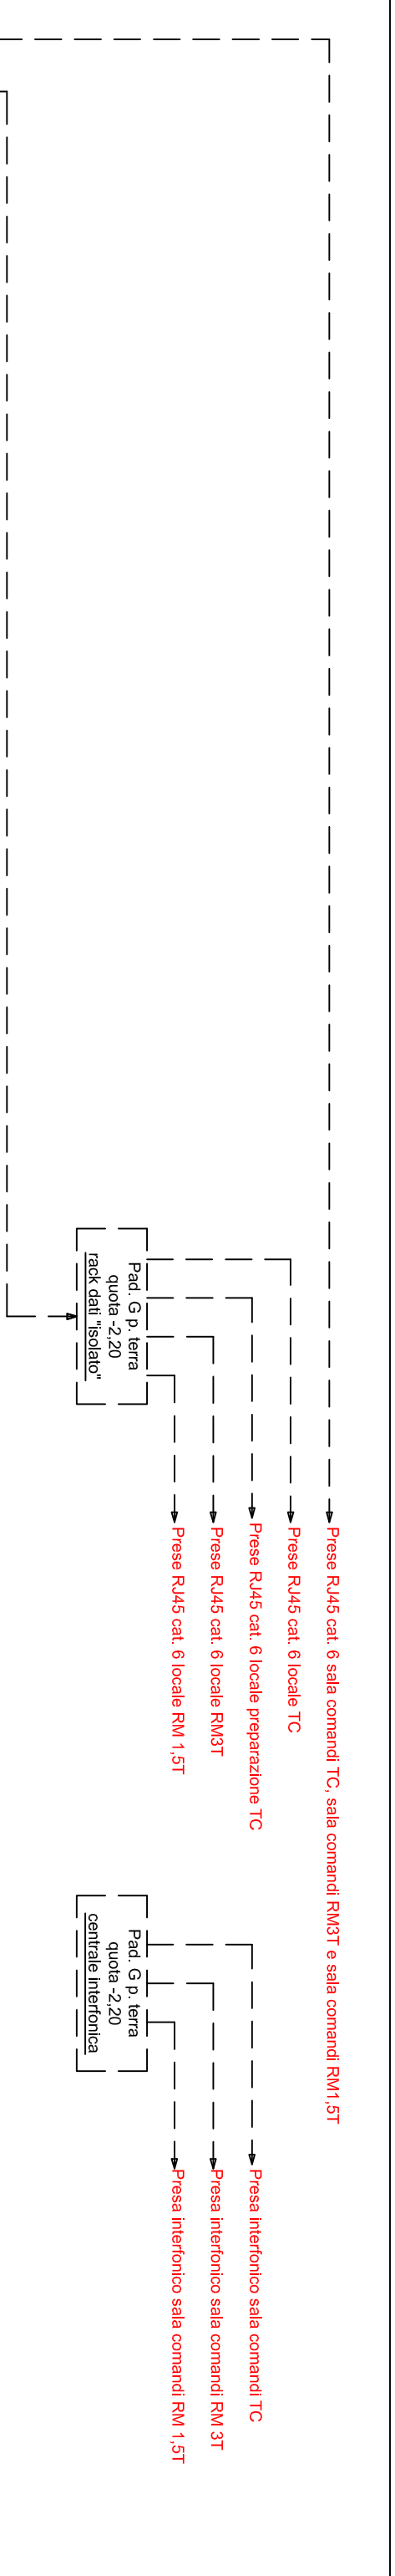 Prese RJ45 cat. 6 sala comandi TC, sala comandi RM3T e sala comandi RM1,5T
Prese RJ45 cat. 6 locale TC
Prese RJ45 cat. 6 locale preparazione TC
Prese RJ45 cat. 6 locale RM3T
Prese RJ45 cat. 6 locale RM 1,5T
Pad. G p. terra
quota -2,20
rack dati "isolato"
Presa interfonico sala comandi TC
Presa interfonico sala comandi RM 3T
Presa interfonico sala comandi RM 1,5T
Pad. G p. terra
quota -2,20
centrale interfonica